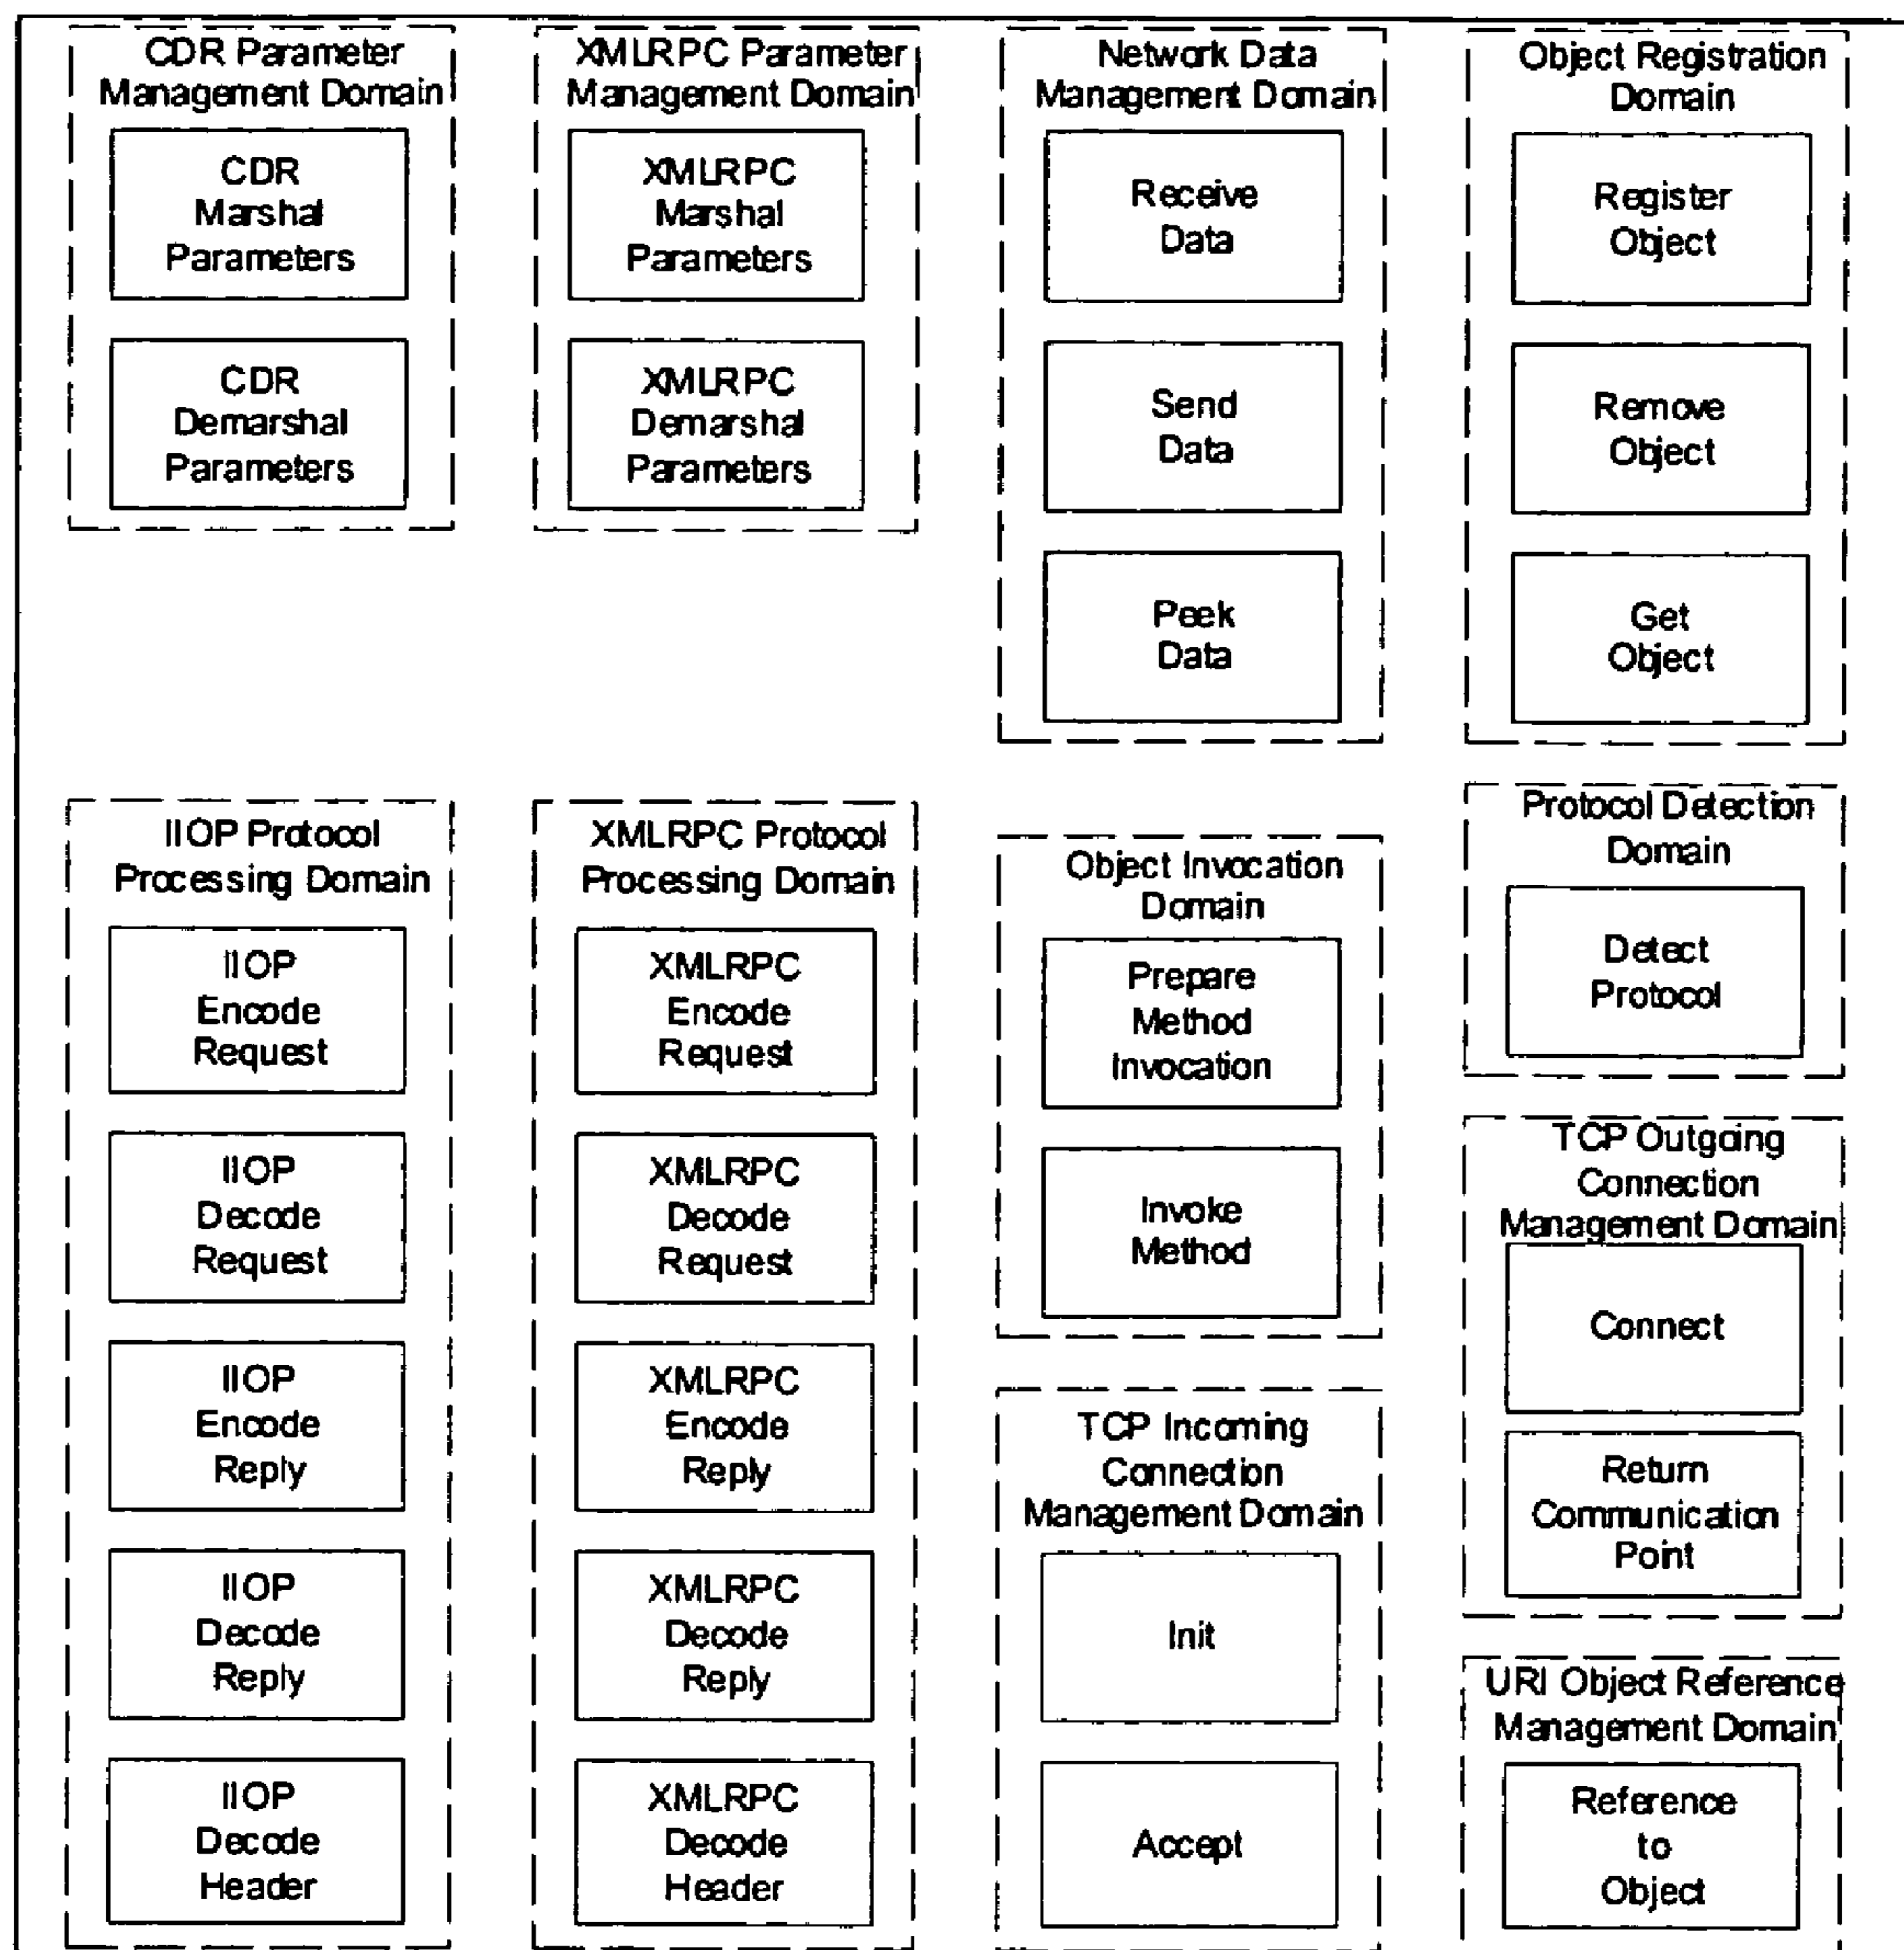 CDR Parameter
Management Domain
CDR
Marshal
Parameters
CDR
Demarshal
Parameters
XMLRPC Parameter
Management Domain
XMLRPC
Marshal
Parameters
XMLRPC
Demarshal
Parameters
Network Data
Management Domain
Receive
Data
Send
Data
Peek
Data
Object Registration
Domain
Register
Object
Remove
Object
Get
Object
IIOP Protocol
Processing Domain
IIOP
Encode
Request
IIOP
Decode
Request
IIOP
Encode
Reply
IIOP
Decode
Reply
IIOP
Decode
Header
XMLRPC Protocol
Processing Domain
XMLRPC
Encode
Request
XMLRPC
Decode
Request
XMLRPC
Encode
Reply
XMLRPC
Decode
Reply
XMLRPC
Decode
Header
Object Invocation
Domain
Prepare
Method
Invocation
Invoke
Method
TCP Incoming
Connection
Management Domain
Init
Accept
Protocol Detection
Domain
Detect
Protocol
TCP Outgoing
Connection
Management Domain
Connect
Return
Communication
Point
URI Object Reference
Management Domain
Reference
to
Object